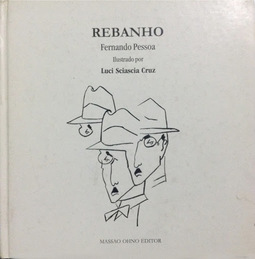 REBANHO
Fernando Pessoa
Ilustrado por
Luci Sciascia Cruz
MASSAO OHNO EDITOR